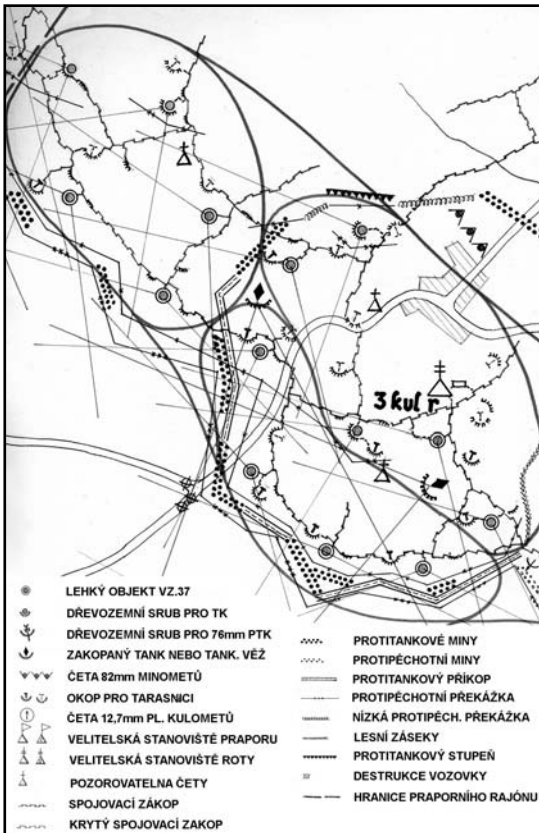 3 kul r
LEHKÝ OBJEKT VZ.37
DŘEVOZEMNÍ SRUB PRO TK
DŘEVOZEMNÍ SRUB PRO 76mm PTK
ZAKOPANÝ TANK NEBO TANK. VĚŽ
ČETA 82mm MINOMETŮ
OKOP PRO TARASNICI
ČETA 12,7mm PL. KULOMETŮ
VELITELSKÁ STANOVIŠTĚ PRAPORU
VELITELSKÁ STANOVIŠTĚ ROTY
POZOROVATELNA ČETY
SPOJOVACÍ ZÁKOP
KRYTÝ SPOJOVACÍ ZAKOP
PROTITANKOVÉ MINY
PROTIPĚCHOTNÍ MINY
PROTITANKOVÝ PŘÍKOP
PROTIPĚCHOTNÍ PŘEKÁŽKA
NÍZKÁ PROTIPĚCH. PŘEKÁŽKA
LESNÍ ZÁSEKY
PROTITANKOVÝ STUPEŇ
DESTRUKCE VOZOVKY
HRANICE PRAPORNÍHO RAJÓNU